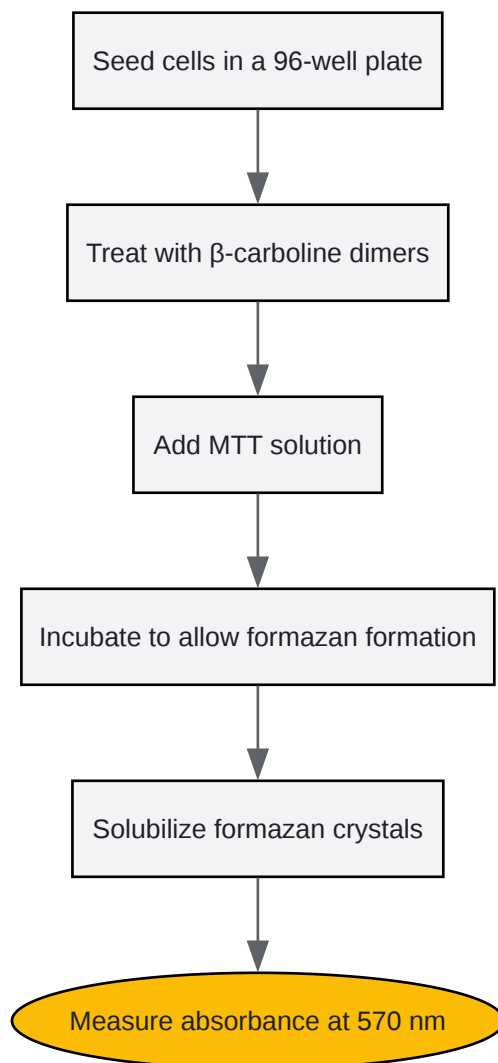 Seed cells in a 96-well plate
Treat with β-carboline dimers
Add MTT solution
Incubate to allow formazan formation
Solubilize formazan crystals
Measure absorbance at 570 nm